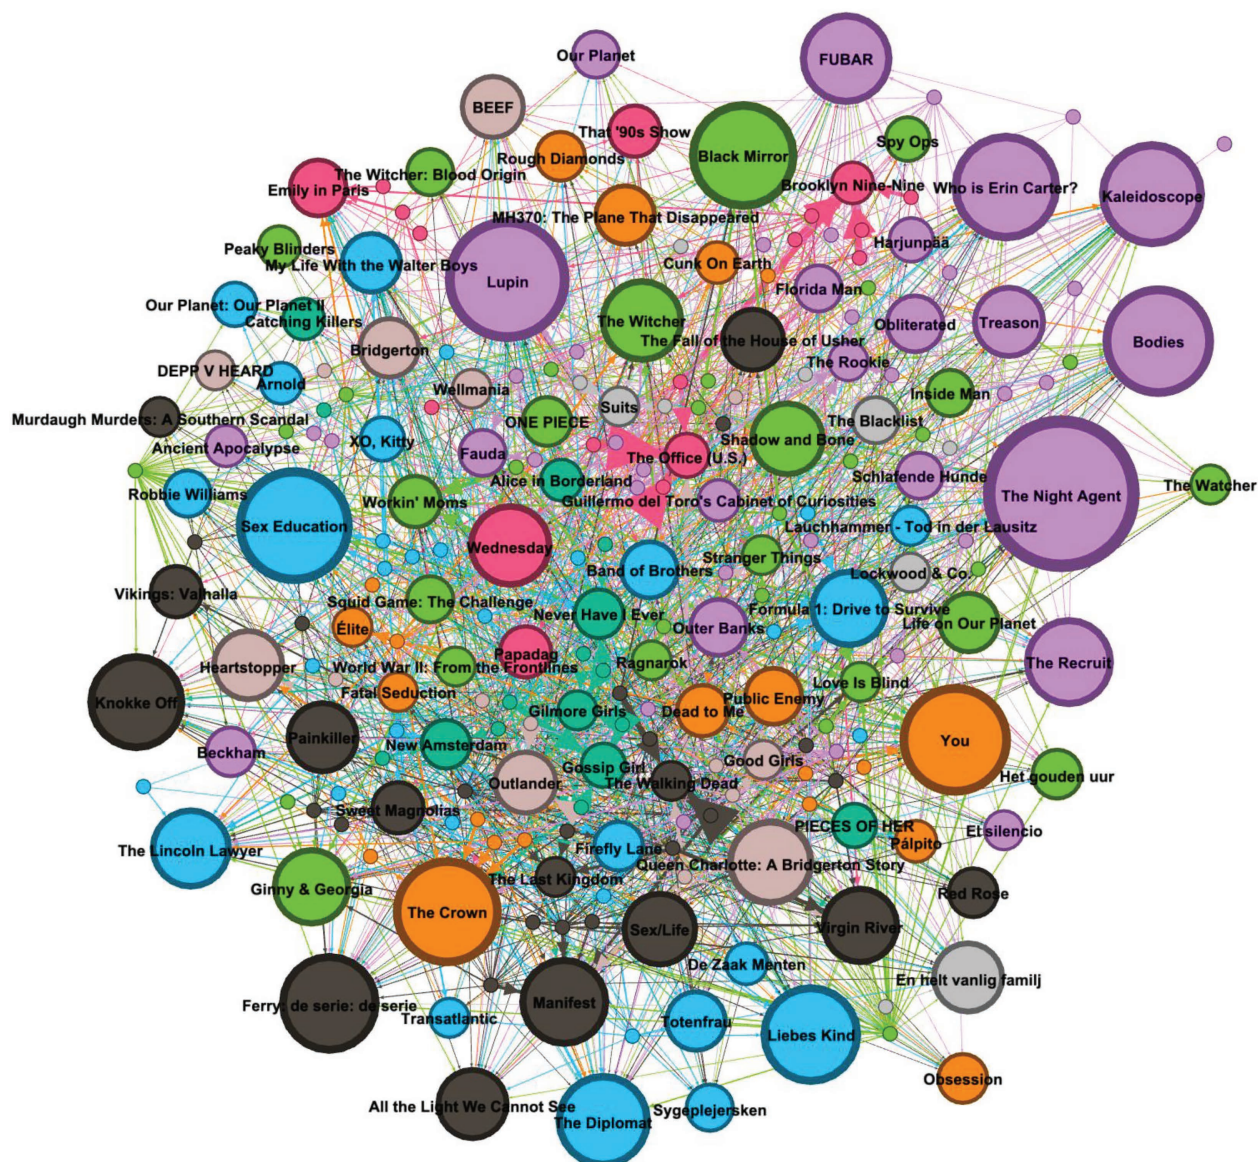 Our Planet
FUBAR
BEEF
That '90s Show
Rough Diamonds
Black Mirror
Spy Ops
The Witcher: Blood Origin
Emily in Paris
Brooklyn Nine-Nine
Who is Erin Carter?
Kaleidoscope
MH370: The Plane That Disappeared
Peaky Blinders
My Life With the Walter Boys
Harjunpää
Cunk On Earth
Lupin
Florida Man
Our Planet: Our Planet II
Catching Killers
The Witcher
Obliterated
Treason
The Fall of the House of Usher
Bodies
Bridgerton
The Rookie
DEPP V HEARD
Arnold
Wellmania
Inside Man
Suits
Murdaugh Murders: A Southern Scandal
ONE PIECE
The Blacklist
XO, Kitty
Shadow and Bone
Ancient Apocalypse
Fauda
The Office (U.S.)
Alice in Borderland
Schlafende Hunde
The Watcher
Robbie Williams
The Night Agent
Workin' Moms
Guillermo del Toro's Cabinet of Curiosities
Sex Education
Lauchhammer - Tod in der Lausitz
Wednesday
Stranger Things
Band of Brothers
Lockwood & Co.
Vikings: Valhalla
Squid Game: The Challenge
Never Have I Ever
Formula 1: Drive to Survive
Life on Our Planet
Élite
Outer Banks
Papadag
Ragnarok
The Recruit
Heartstopper
World War II: From the Frontlines
Love Is Blind
Fatal Seduction
Public Enemy
Knokke Off
Gilmore Girls
Dead to Me
Painkiller
You
New Amsterdam
Beckham
Good Girls
Gossip Girl
Het gouden uur
Outlander
The Walking Dead
Sweet Magnolias
PIECES OF HER
El silencio
Pálpito
The Lincoln Lawyer
Firefly Lane
Queen Charlotte: A Bridgerton Story
The Last Kingdom
Ginny & Georgia
Red Rose
The Crown
Sex/Life
Virgin River
De Zaak Menten
En helt vanlig familj
Manifest
Ferry: de serie: de serie
Transatlantic
Totenfrau
Liebes Kind
Obsession
All the Light We Cannot See
Sygeplejersken
The Diplomat